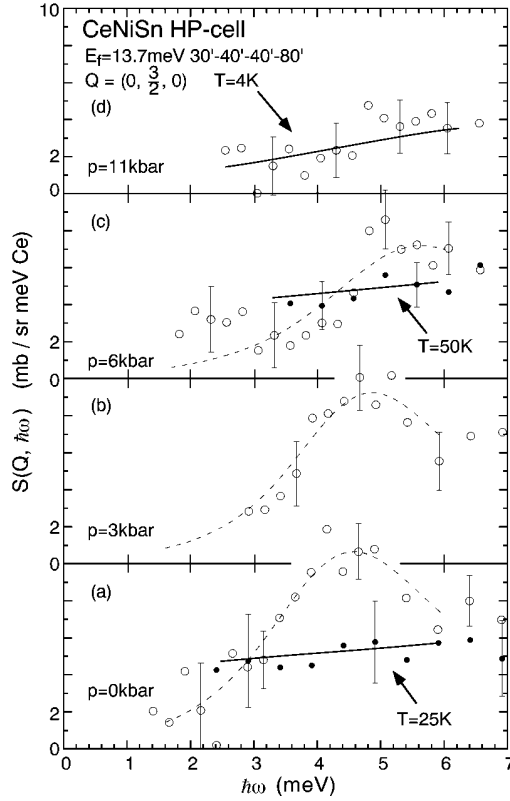 10
CeNiSn HP-cell
E_f=13.7meV 30'-40'-40'-80'
Q = (0, 3/2, 0)
T=4K
(d)
2
p=11kbar
0
(c)
T=50K
2
p=6kbar
0
(b)
2
p=3kbar
0
(a)
p=0kbar
T=25K
2
0
0 1 2 3 4 5 6 7
ħω (meV)
S(Q, ħω) (mb / sr meV Ce)